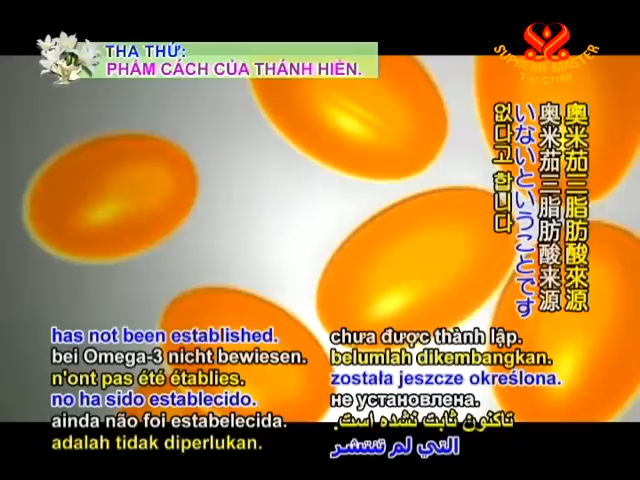 THA THỨ:
PHẨM CÁCH CỦA THÁNH HIỀN.
SUPREME MASTER
TV.COM
奧米茄三脂肪酸來源
奥米茄三脂肪酸来源
いないということです
없다고 합니다
has not been established.
bei Omega-3 nicht bewiesen.
n'ont pas été établies.
no ha sido establecido.
ainda não foi estabelecida.
adalah tidak diperlukan.
chưa được thành lập.
belumlah dikembangkan.
została jeszcze określona.
не установлена.
تاکنون ثابت نشده است.
التي لم تنتشر